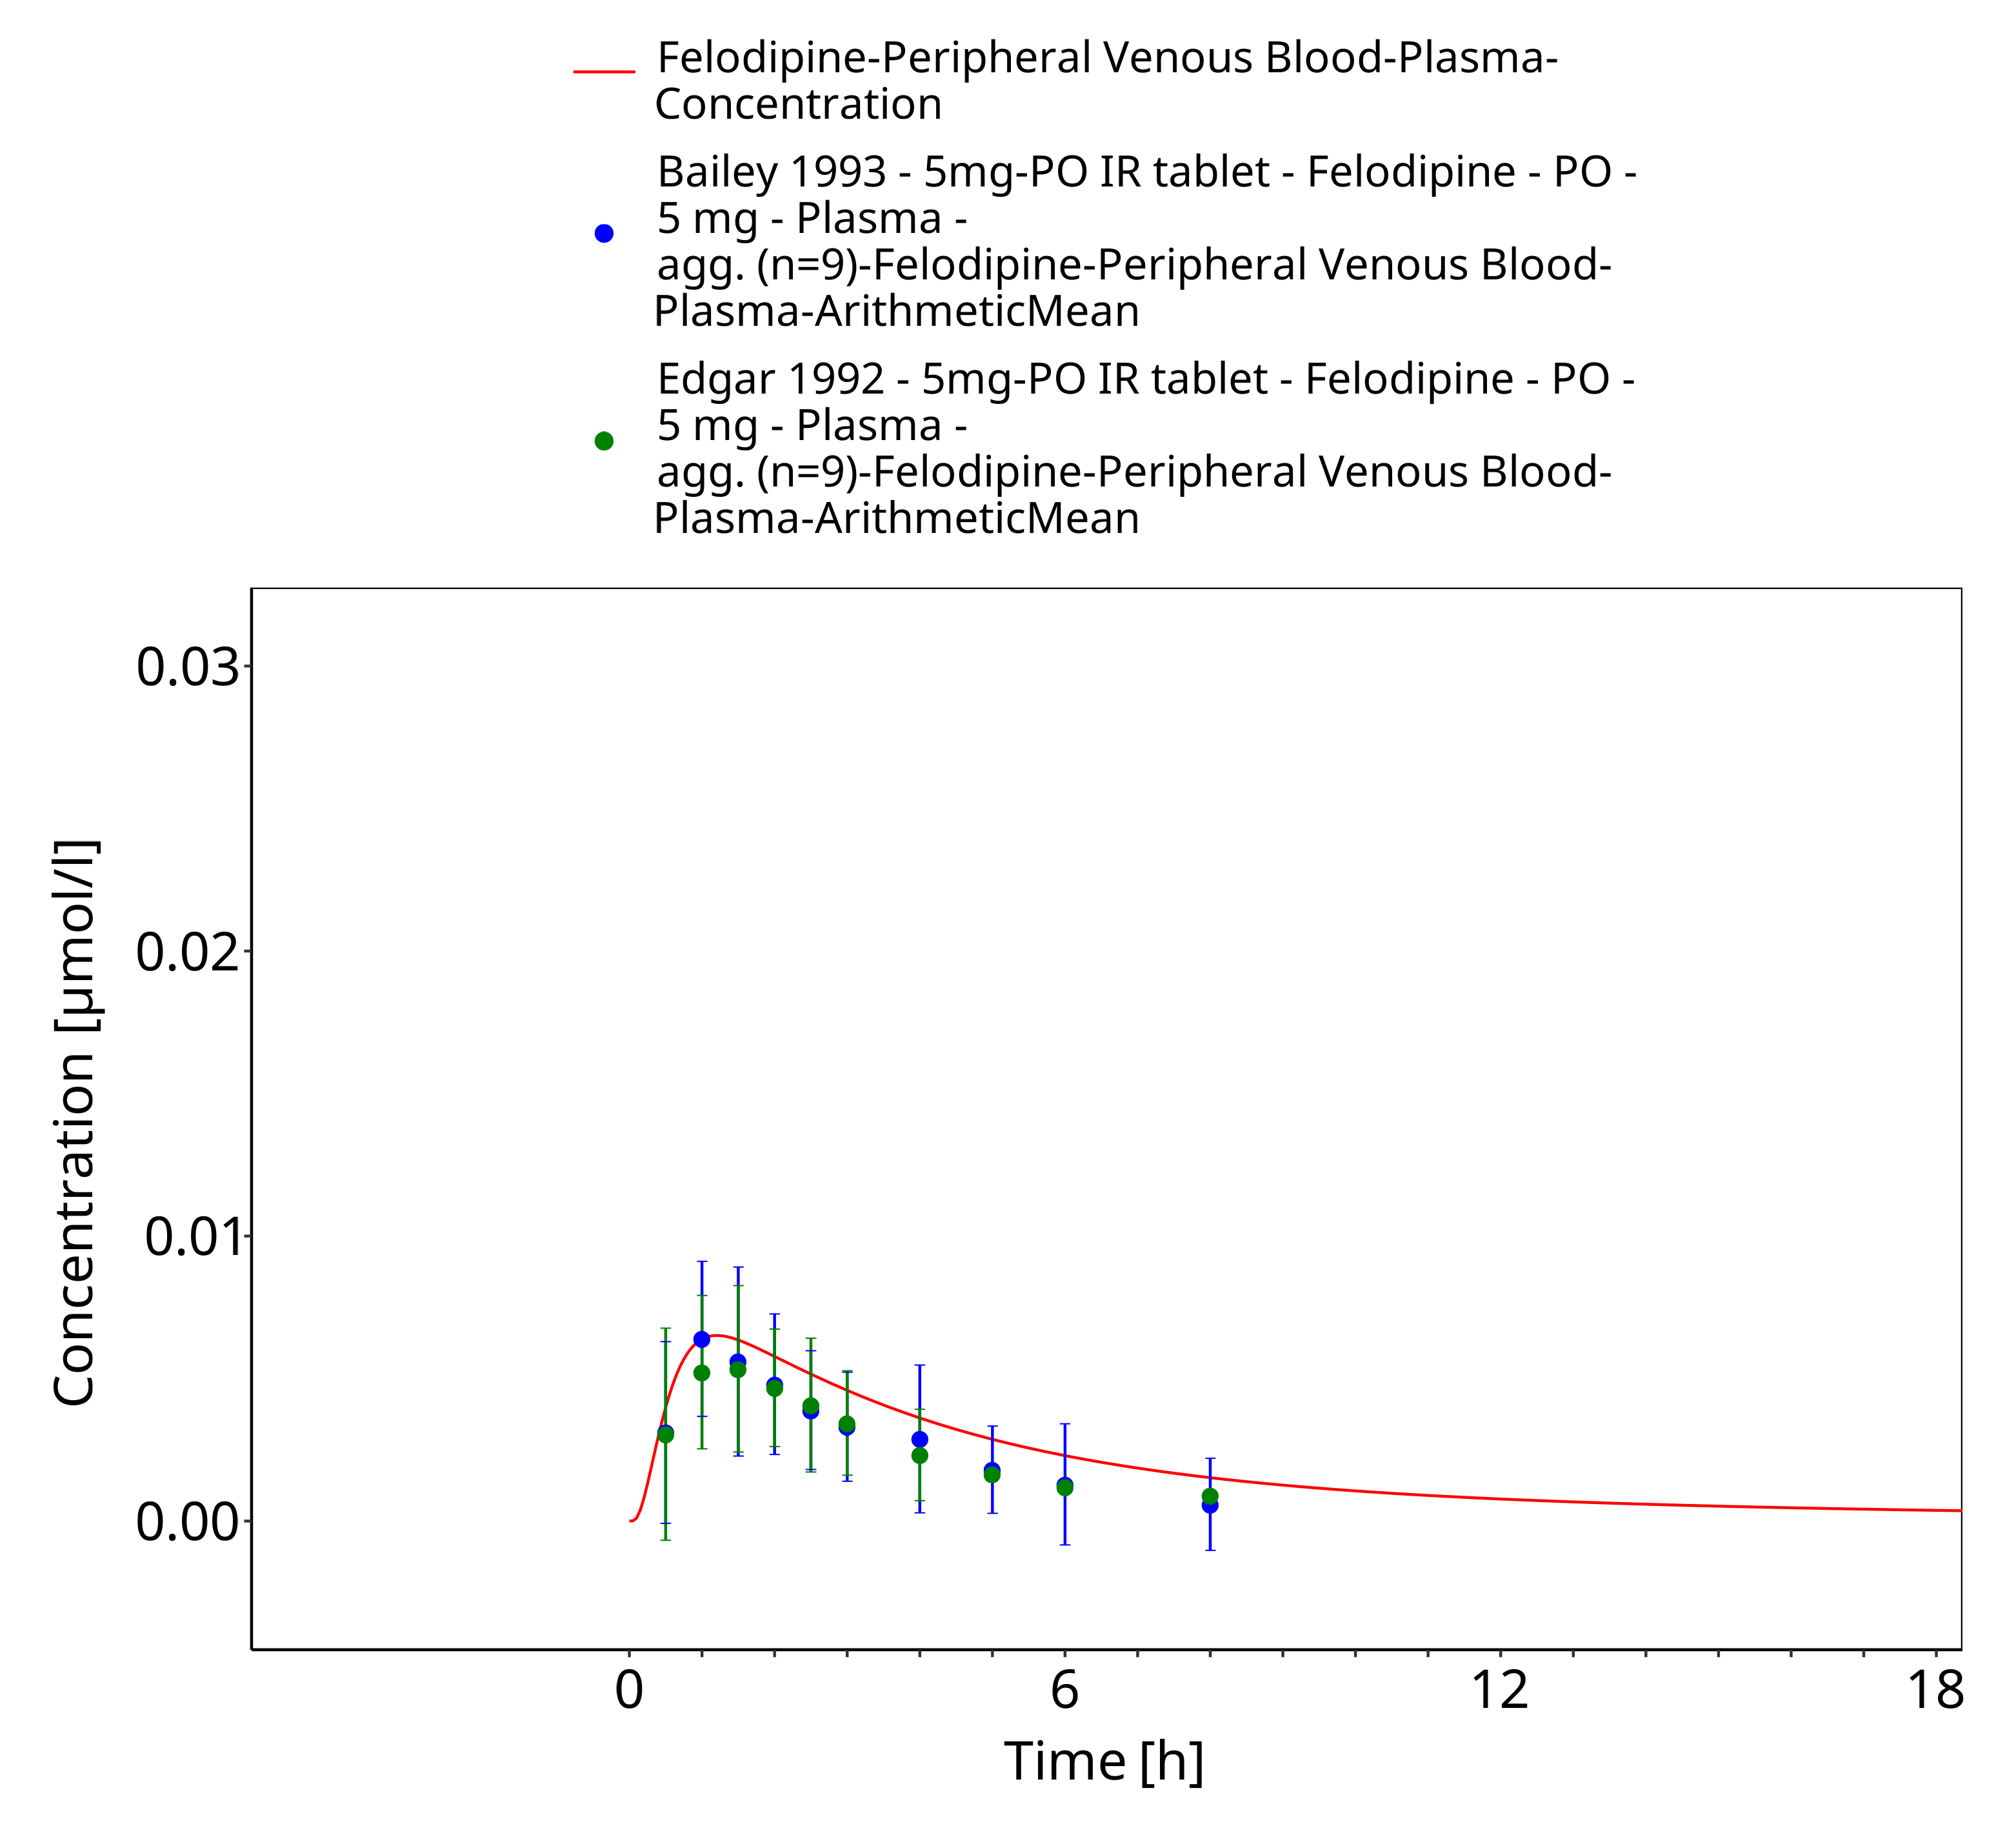 Felodipine-Peripheral Venous Blood-Plasma-
Concentration
Bailey 1993 - 5mg-PO IR tablet - Felodipine - PO -
5 mg - Plasma -
agg. (n=9)-Felodipine-Peripheral Venous Blood-
Plasma-ArithmeticMean
Edgar 1992 - 5mg-PO IR tablet - Felodipine - PO -
5 mg - Plasma -
agg. (n=9)-Felodipine-Peripheral Venous Blood-
Plasma-ArithmeticMean
Concentration [µmol/l]
0.03
0.02
0.01
0.00
0 6 12 18
Time [h]